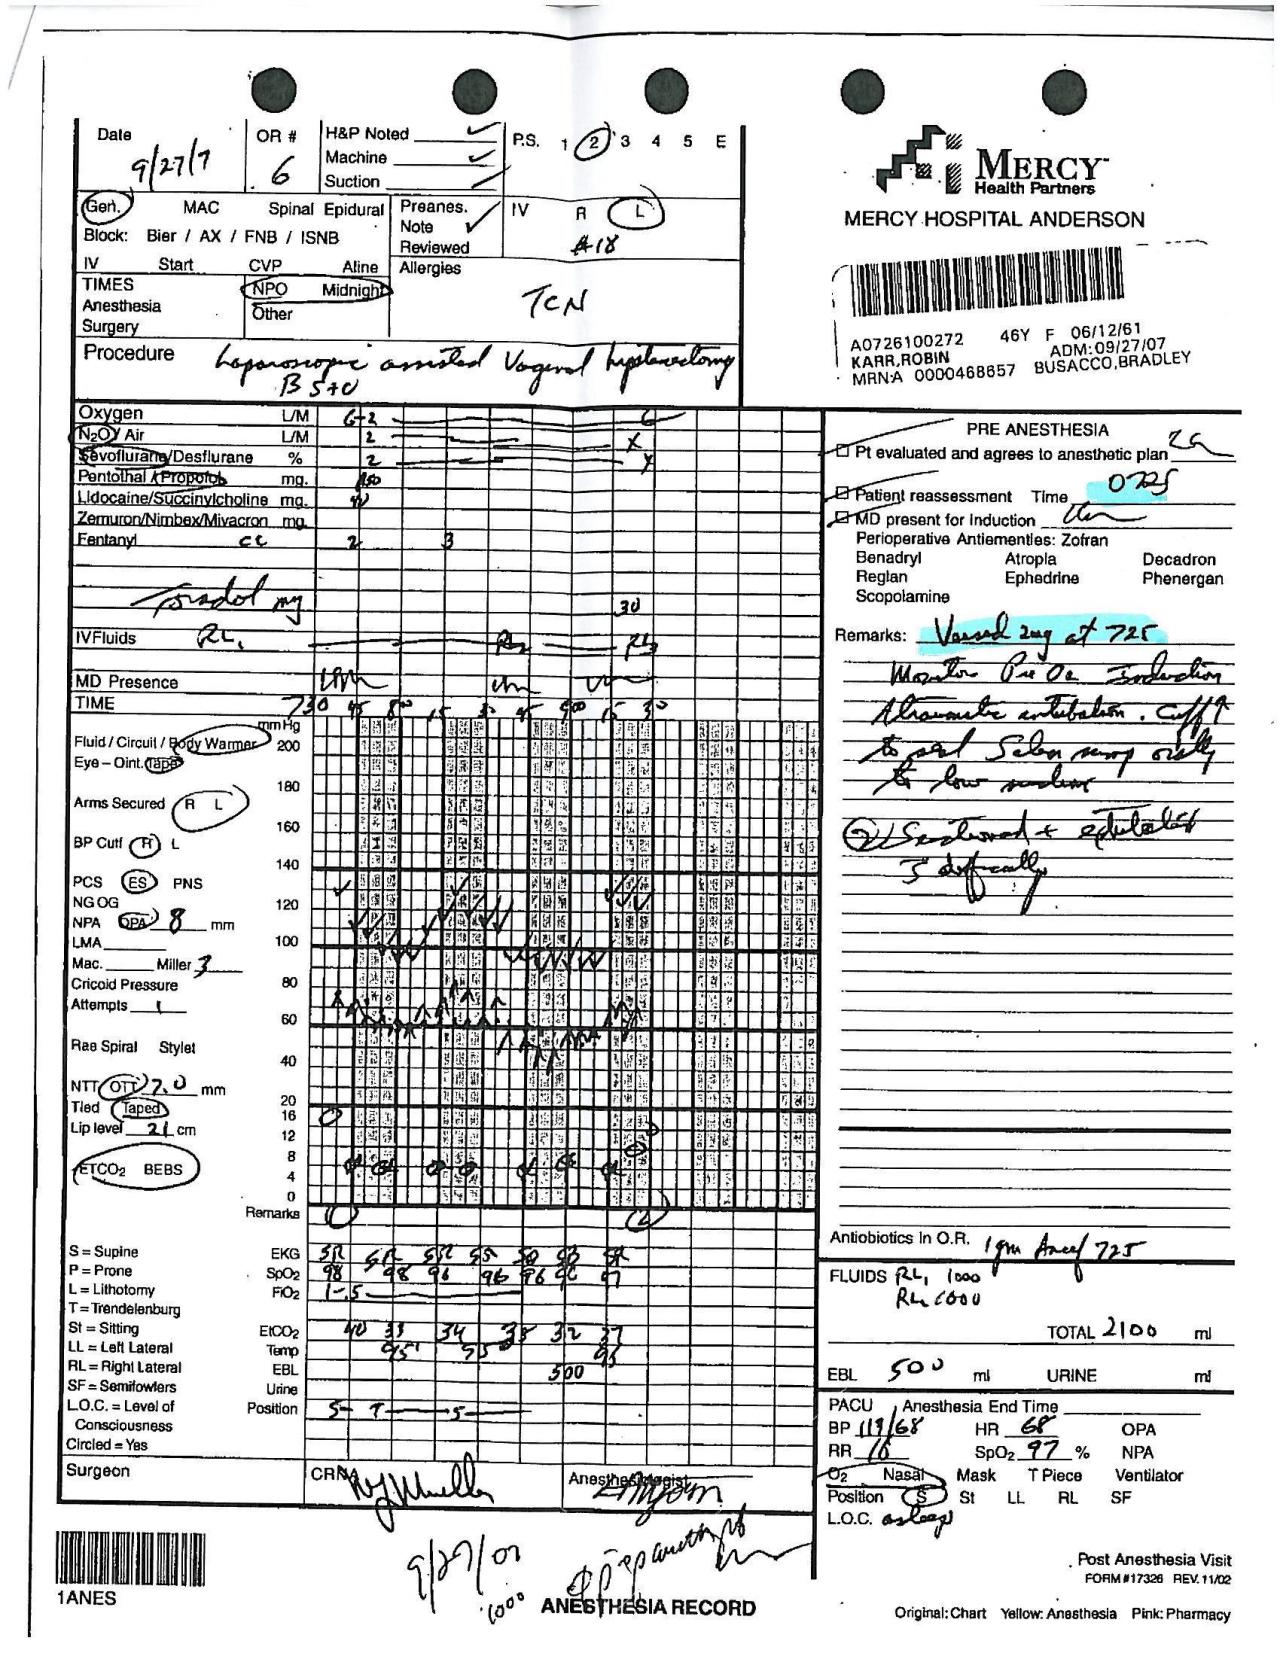 Date
9/27/7
OR #
6
H&P Noted
Machine
Suction
P.S. 1 2 3 4 5 E
MERCY
Health Partners
MERCY HOSPITAL ANDERSON
Gen. MAC Spinal Epidural
Block: Bier / AX / FNB / ISNB
Preanes.
Note
Reviewed
IV R L
#18
IV Start CVP Aline
Allergies
TCN
TIMES
Anesthesia
Surgery
NPO Midnight
Other
A0726100272 46Y F 06/12/61
KARR,ROBIN ADM:09/27/07
MRN:A 0000468657 BUSACCO,BRADLEY
Procedure Laparoscopic assisted Vaginal hysterectomy
BSO
Oxygen L/M 6-2 6
N2O / Air L/M 2 X
Sevoflurane/Desflurane % 2 X
Pentothal / Propofol mg.
Lidocaine/Succinylcholine mg. 40
Zemuron/Nimbex/Mivacron mg.
Fentanyl cc 2 3
Toradol mg 30
IVFluids RL1 RL2 RL3
MD Presence
TIME 730 45 800 15 30 45 900 15 30
PRE ANESTHESIA
Pt evaluated and agrees to anesthetic plan
Patient reassessment Time 0725
MD present for Induction
Perioperative Antiementies: Zofran
Benadryl Atropia Decadron
Reglan Ephedrine Phenergan
Scopolamine
Remarks: Versed 2mg at 725
Monitor Pre O2 Induction
Atraumatic intubation. Cuff ↑
to seal Salem sump orally
to low suction
② Suctioned + extubated
difficulty
mmHg
Fluid / Circuit / Body Warmer 200
Eye – Oint. Tape
180
Arms Secured R L
160
BP Cuff R L
140
PCS ES PNS
NG OG 120
NPA OPA 8 mm
LMA 100
Mac. Miller 3
Cricoid Pressure 80
Attempts 1
60
Rae Spiral Stylet
40
NTT OTT 7.0 mm
Tied Taped 20
16
Lip level 21 cm 12
8
ETCO2 BEBS 4
0
Remarks 1 2
S = Supine EKG SR SR SR SR SR SR SR
P = Prone SpO2 98 98 96 96 96 96 97
L = Lithotomy FiO2 1-.5
T = Trendelenburg
St = Sitting EtCO2 40 33 34 33 32 37
LL = Left Lateral Temp
RL = Right Lateral EBL 500
SF = Semifowlers Urine
L.O.C. = Level of Position S- T S
Consciousness
Circled = Yes
Antibiotics In O.R. 1gm Ancef 725
FLUIDS RL1 1000
RL2 1000
TOTAL 2100 ml
EBL 500 ml URINE ml
PACU Anesthesia End Time
BP 119/68 HR 68 OPA
RR 16 SpO2 97 % NPA
O2 Nasal Mask T Piece Ventilator
Position S St LL RL SF
L.O.C. asleep
Surgeon
CRNA
Anesthesiologist
9/27/07
1000
1ANES
ANESTHESIA RECORD
Post Anesthesia Visit
FORM #17326 REV. 11/02
Original: Chart Yellow: Anesthesia Pink: Pharmacy